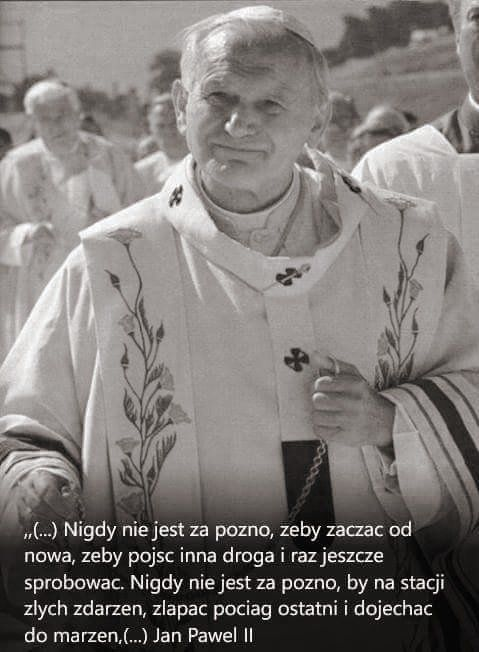 ,,(...) Nigdy nie jest za pozno, zeby zaczac od
nowa, zeby pojsc inna droga i raz jeszcze
sprobowac. Nigdy nie jest za pozno, by na stacji
zlych zdarzen, zlapac pociag ostatni i dojechac
do marzen,(...) Jan Pawel II